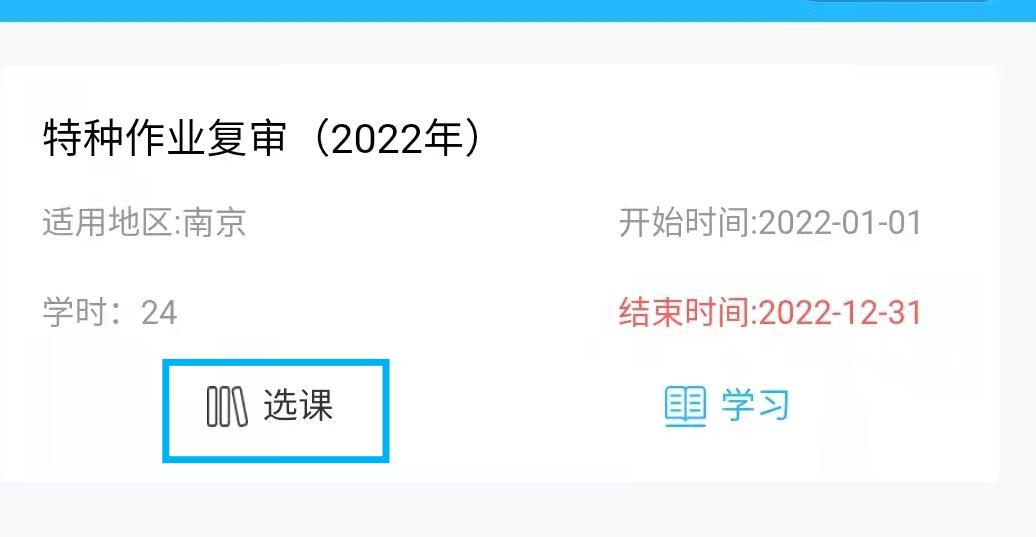 特种作业复审（2022年）
适用地区:南京 开始时间:2022-01-01
学时：24 结束时间:2022-12-31
选课 学习